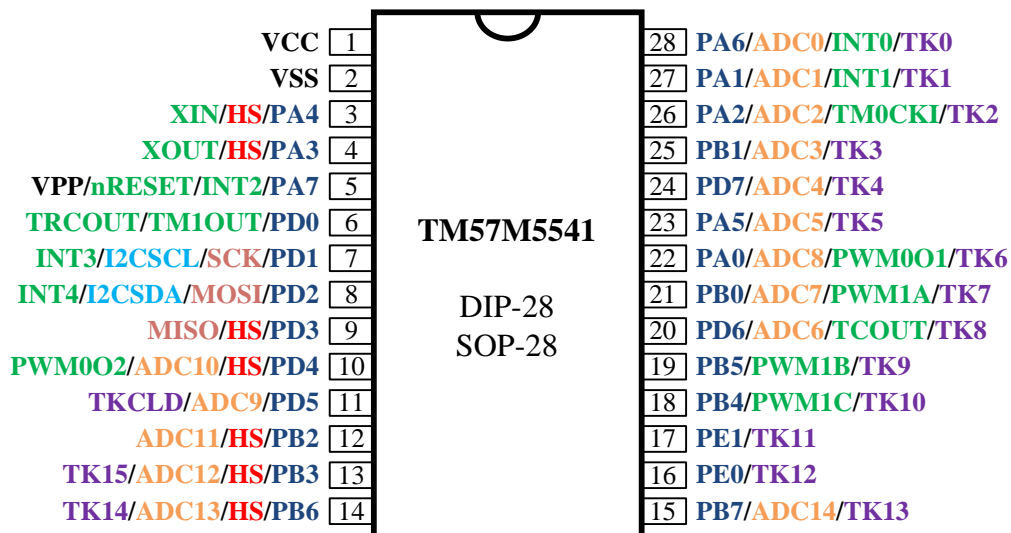 VCC 1
VSS 2
XIN/HS/PA4 3
XOUT/HS/PA3 4
VPP/nRESET/INT2/PA7 5
TRCOUT/TM1OUT/PD0 6
INT3/I2CSCL/SCK/PD1 7
INT4/I2CSDA/MOSI/PD2 8
MISO/HS/PD3 9
PWM0O2/ADC10/HS/PD4 10
TKCLD/ADC9/PD5 11
ADC11/HS/PB2 12
TK15/ADC12/HS/PB3 13
TK14/ADC13/HS/PB6 14
TM57M5541
DIP-28
SOP-28
28 PA6/ADC0/INT0/TK0
27 PA1/ADC1/INT1/TK1
26 PA2/ADC2/TM0CKI/TK2
25 PB1/ADC3/TK3
24 PD7/ADC4/TK4
23 PA5/ADC5/TK5
22 PA0/ADC8/PWM0O1/TK6
21 PB0/ADC7/PWM1A/TK7
20 PD6/ADC6/TCOUT/TK8
19 PB5/PWM1B/TK9
18 PB4/PWM1C/TK10
17 PE1/TK11
16 PE0/TK12
15 PB7/ADC14/TK13